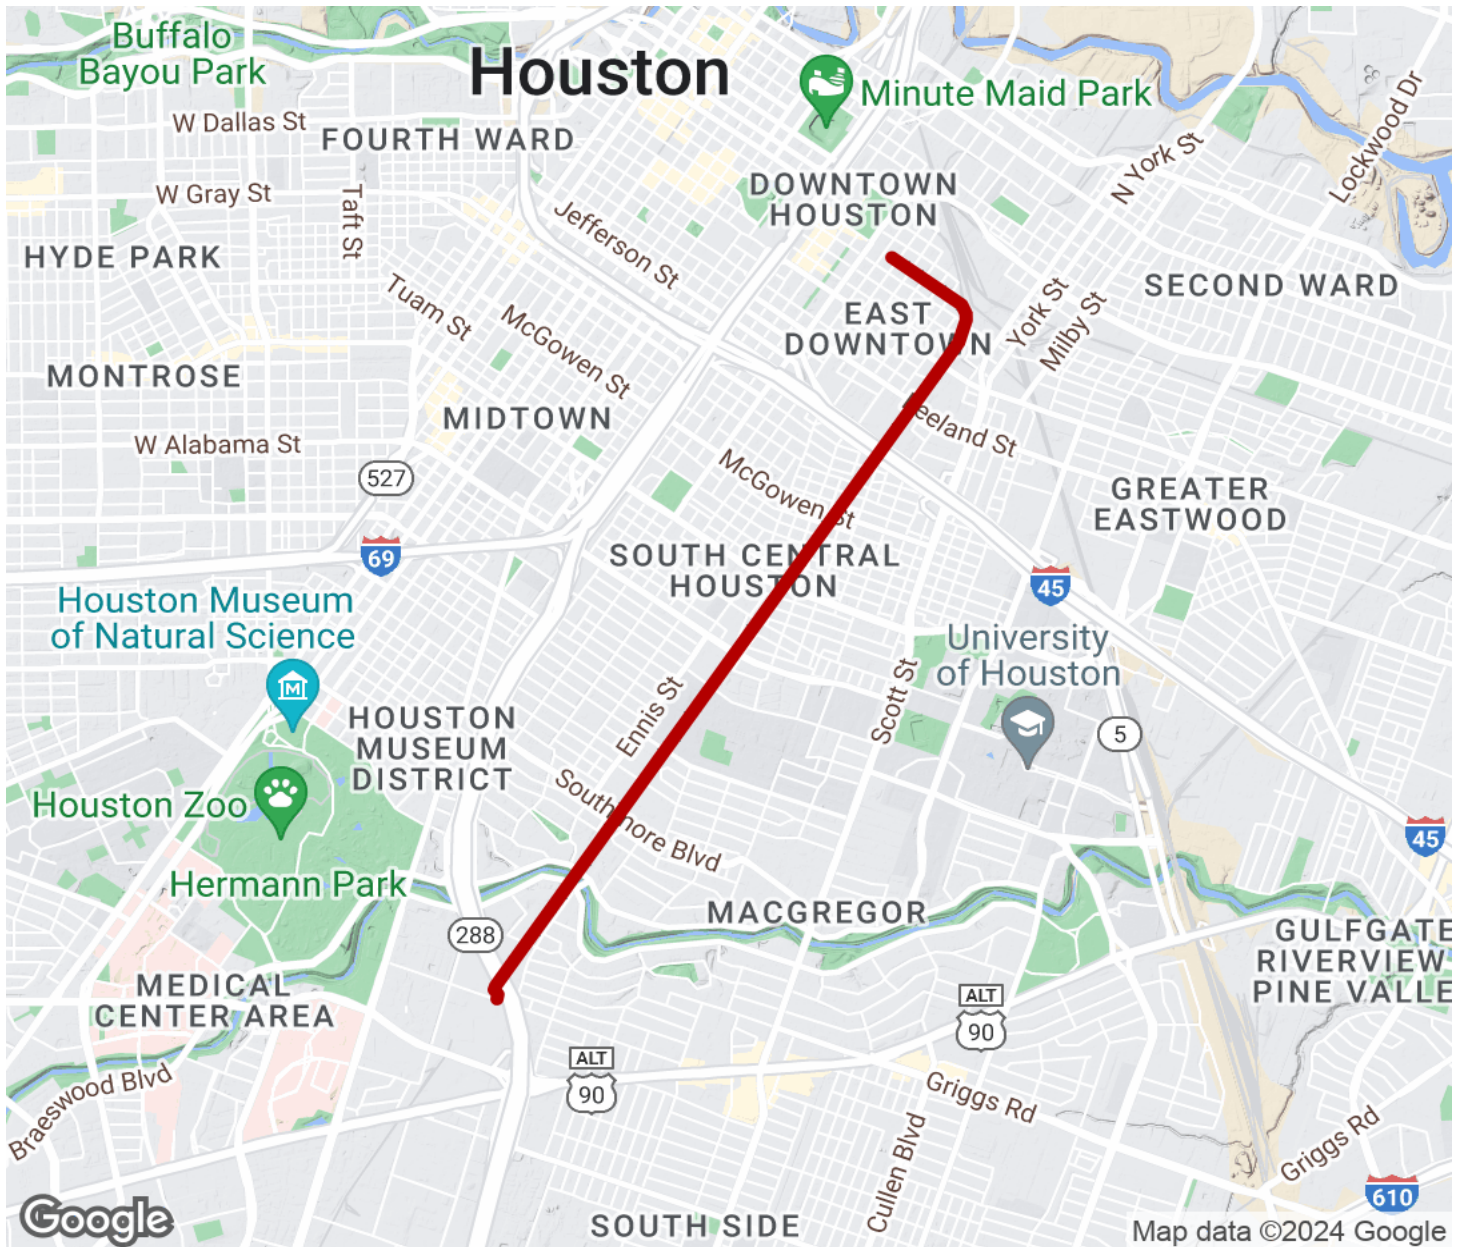 Buffalo
Bayou Park
Houston
Minute Maid Park
W Dallas St
FOURTH WARD
N York St
Lockwood Dr
W Gray St
Taft St
DOWNTOWN
HOUSTON
Jefferson St
HYDE PARK
SECOND WARD
Tuam St
McGowen St
EAST
DOWNTOWN
York St
Milby St
MONTROSE
MIDTOWN
Leeland St
W Alabama St
527
McGowen St
GREATER
EASTWOOD
69
SOUTH CENTRAL
HOUSTON
45
Houston Museum
of Natural Science
University
of Houston
M
Ennis St
Scott St
HOUSTON
MUSEUM
DISTRICT
5
Houston Zoo
Southmore Blvd
45
Hermann Park
MACGREGOR
288
GULFGATE
RIVERVIEW
PINE VALLE
MEDICAL
CENTER AREA
ALT
90
ALT
90
Braeswood Blvd
Griggs Rd
Cullen Blvd
Griggs Rd
610
Google
SOUTH SIDE
Map data ©2024 Google